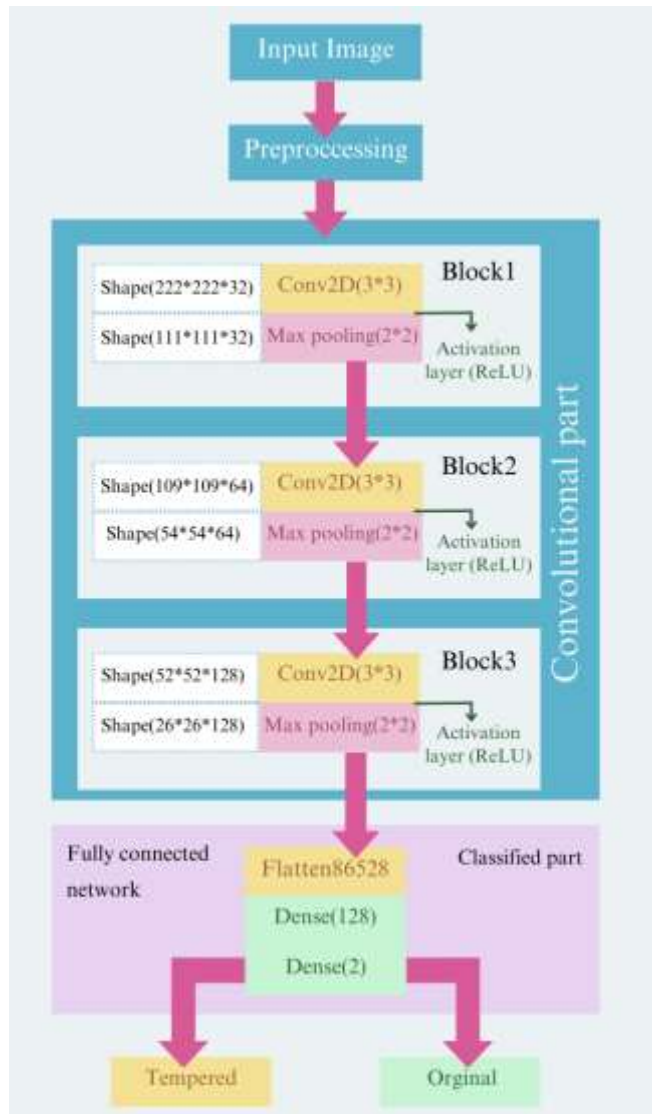 Input Image
Preproccessing
Block1
Shape(222*222*32)
Conv2D(3*3)
Shape(111*111*32)
Max pooling(2*2)
Activation
layer (ReLU)
Block2
Shape(109*109*64)
Conv2D(3*3)
Shape(54*54*64)
Max pooling(2*2)
Activation
layer (ReLU)
Block3
Shape(52*52*128)
Conv2D(3*3)
Shape(26*26*128)
Max pooling(2*2)
Activation
layer (ReLU)
Convolutional part
Fully connected
network
Classified part
Flatten86528
Dense(128)
Dense(2)
Tempered
Orginal